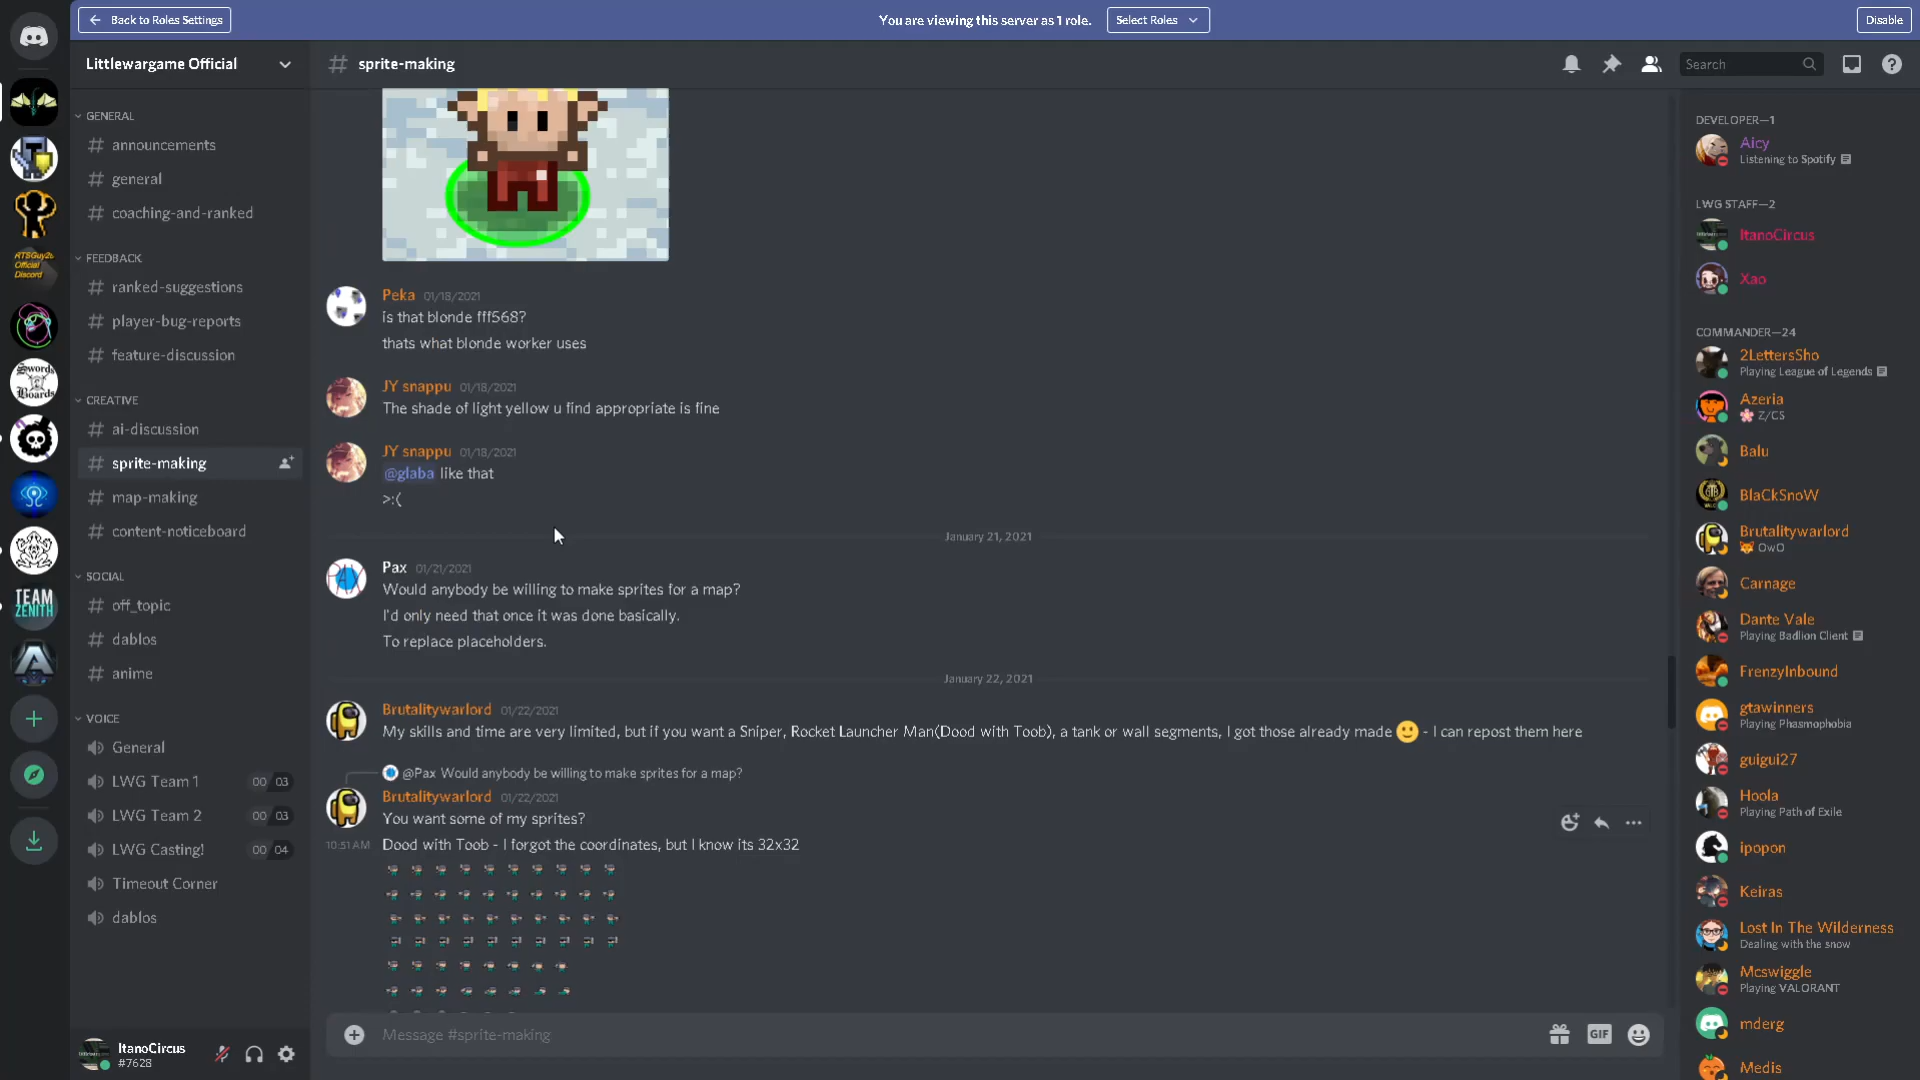 Back to Roles Settings
You are viewing this server as 1 role.
Select Roles
Disable
Littlewargame Official
sprite-making
Search
GENERAL
announcements
general
coaching-and-ranked
FEEDBACK
ranked-suggestions
player-bug-reports
feature-discussion
CREATIVE
ai-discussion
sprite-making
map-making
content-noticeboard
SOCIAL
off_topic
dablos
anime
VOICE
General
LWG Team 1 00 03
LWG Team 2 00 03
LWG Casting! 00 04
Timeout Corner
dablos
ItanoCircus
#7628
RTSGuy2
Official
Discord
Swords
Boards
TEAM
ZENITH
Peka 01/18/2021
is that blonde fff568?
thats what blonde worker uses
JY snappu 01/18/2021
The shade of light yellow u find appropriate is fine
JY snappu 01/18/2021
@glaba like that
>:(
January 21, 2021
Pax 01/21/2021
Would anybody be willing to make sprites for a map?
I'd only need that once it was done basically.
To replace placeholders.
January 22, 2021
Brutalitywarlord 01/22/2021
My skills and time are very limited, but if you want a Sniper, Rocket Launcher Man(Dood with Toob), a tank or wall segments, I got those already made 🙂 - I can repost them here
@Pax Would anybody be willing to make sprites for a map?
Brutalitywarlord 01/22/2021
You want some of my sprites?
10:51 AM Dood with Toob - I forgot the coordinates, but I know its 32x32
Message #sprite-making
GIF
DEVELOPER—1
Aicy
Listening to Spotify
LWG STAFF—2
ItanoCircus
Xao
COMMANDER—24
2LettersSho
Playing League of Legends
Azeria
Z/CS
Balu
BlaCkSnoW
Brutalitywarlord
OwO
Carnage
Dante Vale
Playing Badlion Client
FrenzyInbound
gtawinners
Playing Phasmophobia
guigui27
Hoola
Playing Path of Exile
ipopon
Keiras
Lost In The Wilderness
Dealing with the snow
Mcswiggle
Playing VALORANT
mderg
Medis